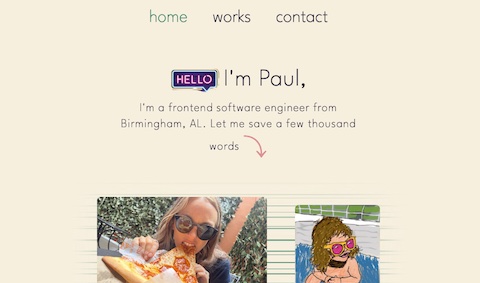 home works contact
HELLO I'm Paul,
I'm a frontend software engineer from
Birmingham, AL. Let me save a few thousand
words